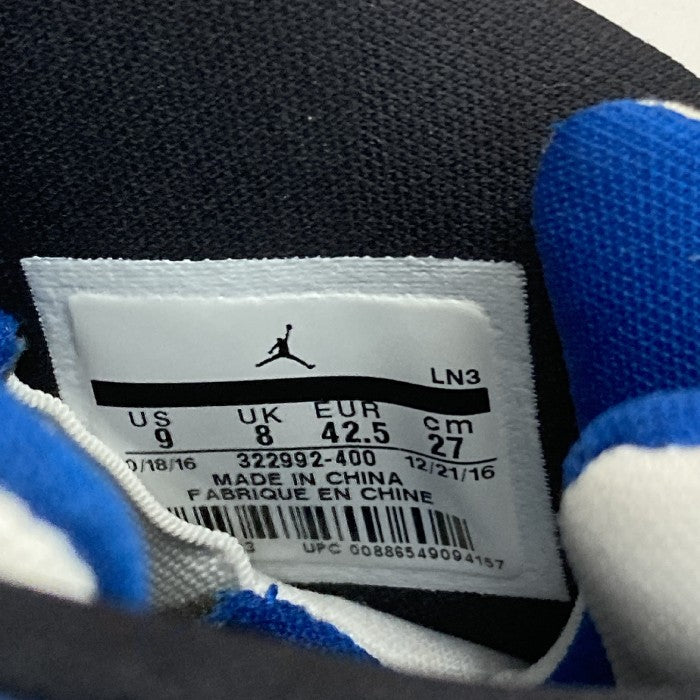 LN3
US UK EUR cm
9 8 42.5 27
0/18/16 322992-400 12/21/16
MADE IN CHINA
FABRIQUE EN CHINE
3 UPC 00886549094157